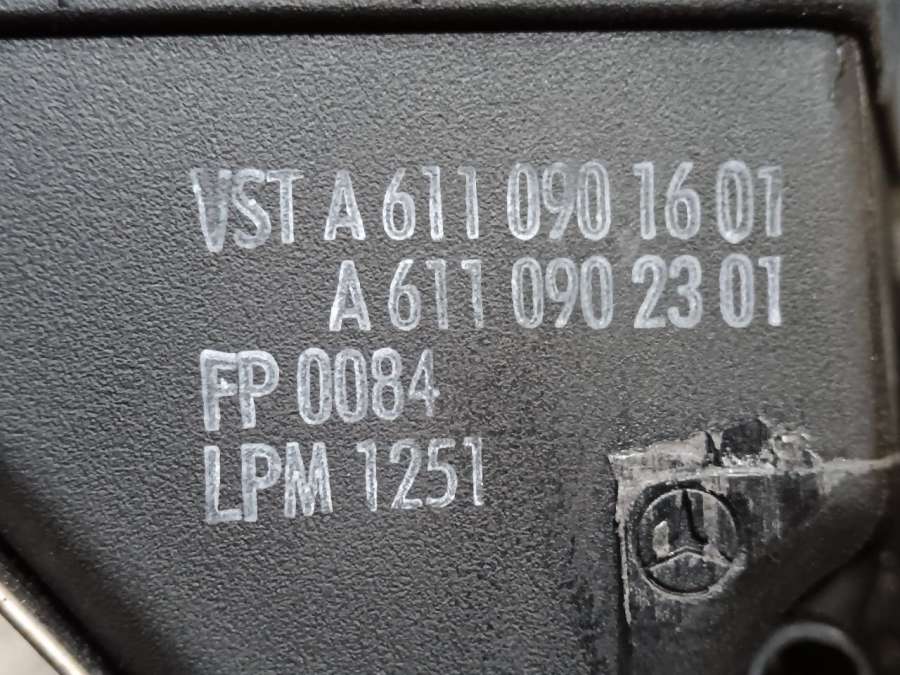 VST A 611 090 16 01
A 611 090 23 01
FP 0084
LPM 1251